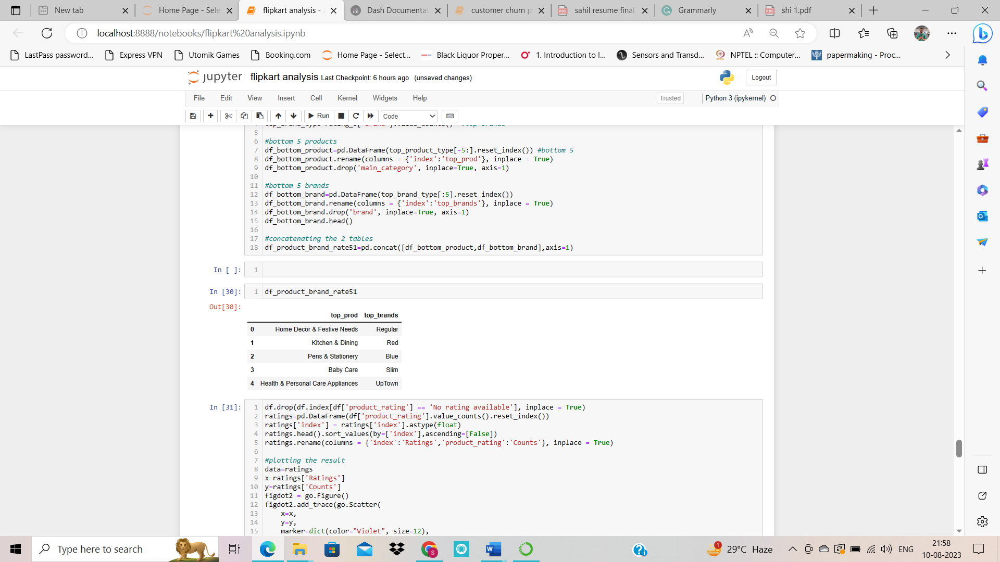 New tab
Home Page - Sele
flipkart analysis - J
Dash Documentat
customer churn p
sahil resume final.
Grammarly
shi 1.pdf
localhost:8888/notebooks/flipkart%20analysis.ipynb
LastPass password...
Express VPN
Utomik Games
Booking.com
Home Page - Select...
Black Liquor Proper...
1. Introduction to I...
Sensors and Transd...
NPTEL :: Computer...
papermaking - Proc...
jupyter flipkart analysis Last Checkpoint: 6 hours ago (unsaved changes)
Logout
File Edit View Insert Cell Kernel Widgets Help
Trusted
Python 3 (ipykernel)
Run
Code
5
6 #bottom 5 products
7 df_bottom_product=pd.DataFrame(top_product_type[-5:].reset_index()) #bottom 5
8 df_bottom_product.rename(columns = {'index':'top_prod'}, inplace = True)
9 df_bottom_product.drop('main_category', inplace=True, axis=1)
10
11 #bottom 5 brands
12 df_bottom_brand=pd.DataFrame(top_brand_type[:5].reset_index())
13 df_bottom_brand.rename(columns = {'index':'top_brands'}, inplace = True)
14 df_bottom_brand.drop('brand', inplace=True, axis=1)
15 df_bottom_brand.head()
16
17 #concatenating the 2 tables
18 df_product_brand_rate51=pd.concat([df_bottom_product,df_bottom_brand],axis=1)
In [ ]: 1
In [30]: 1 df_product_brand_rate51
Out[30]:
top_prod top_brands
0 Home Decor & Festive Needs Regular
1 Kitchen & Dining Red
2 Pens & Stationery Blue
3 Baby Care Slim
4 Health & Personal Care Appliances UpTown
In [31]: 1 df.drop(df.index[df['product_rating'] == 'No rating available'], inplace = True)
2 ratings=pd.DataFrame(df['product_rating'].value_counts().reset_index())
3 ratings['index'] = ratings['index'].astype(float)
4 ratings.head().sort_values(by=['index'],ascending=[False])
5 ratings.rename(columns = {'index':'Ratings','product_rating':'Counts'}, inplace = True)
6
7 #plotting the result
8 data=ratings
9 x=ratings['Ratings']
10 y=ratings['Counts']
11 figdot2 = go.Figure()
12 figdot2.add_trace(go.Scatter(
13 x=x,
14 y=y,
15 marker=dict(color="Violet", size=12),
Type here to search
29°C Haze
ENG
21:58
10-08-2023